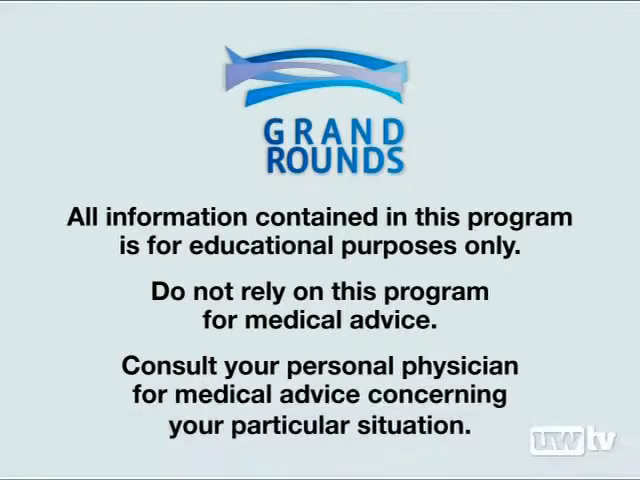 GRAND
ROUNDS
All information contained in this program
is for educational purposes only.
Do not rely on this program
for medical advice.
Consult your personal physician
for medical advice concerning
your particular situation.
uwtv